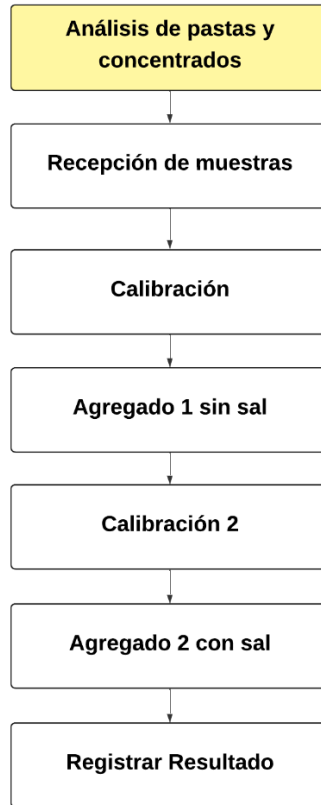 Análisis de pastas y
concentrados
Recepción de muestras
Calibración
Agregado 1 sin sal
Calibración 2
Agregado 2 con sal
Registrar Resultado